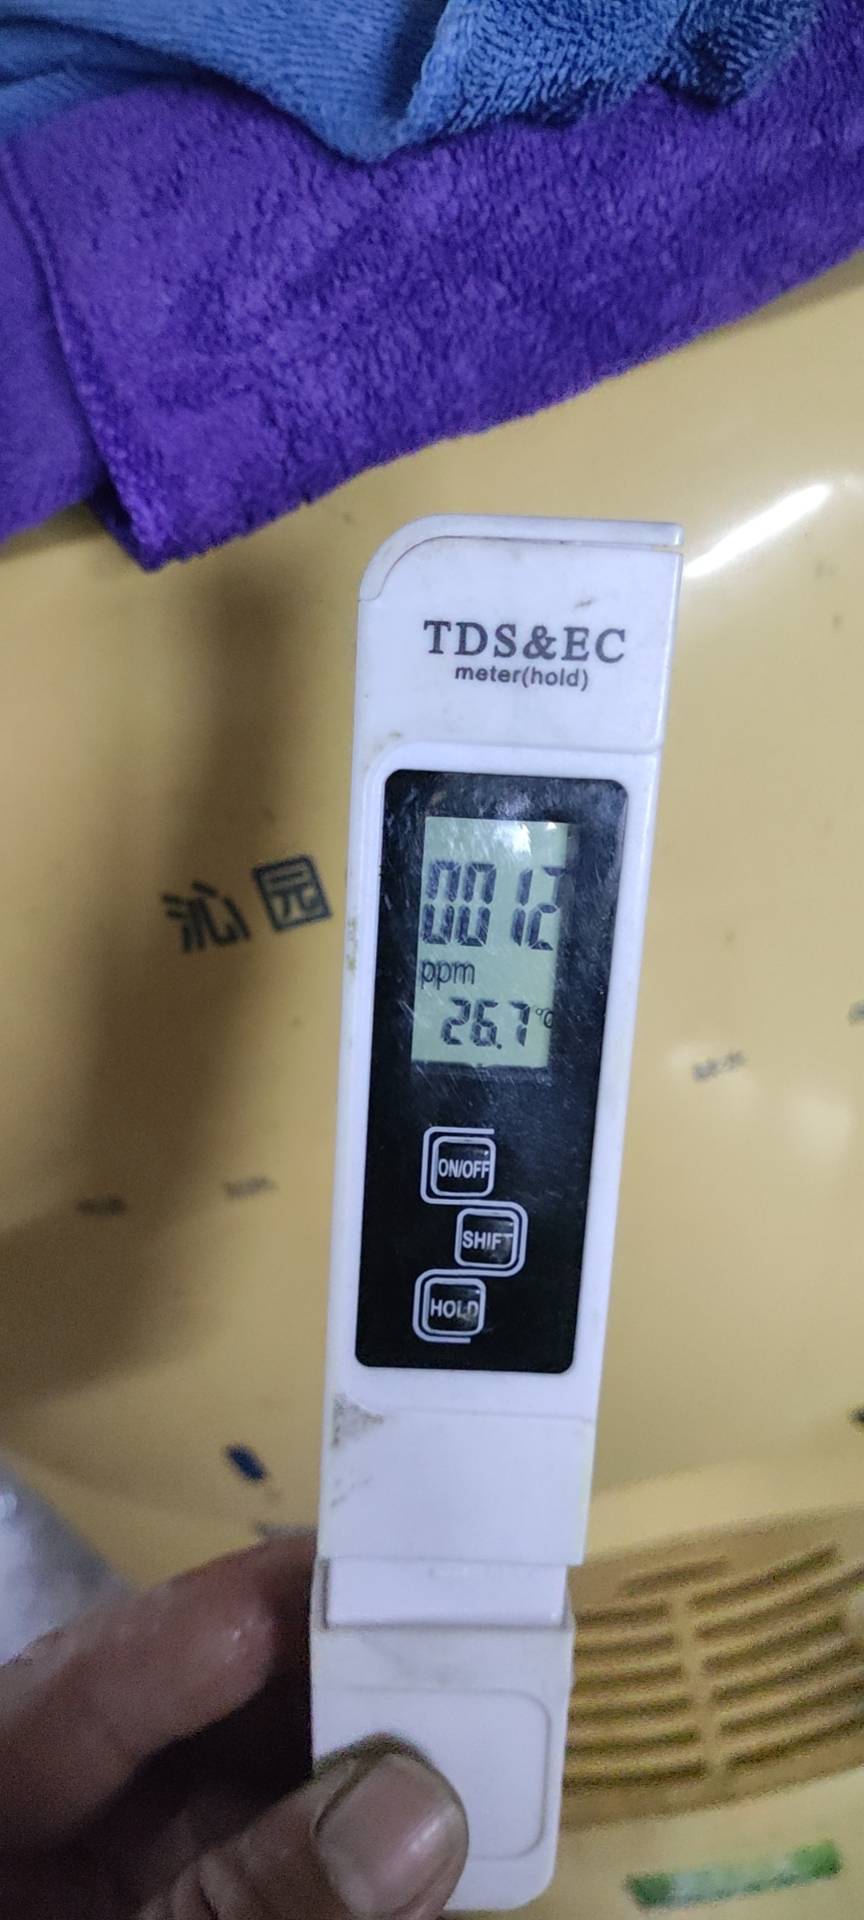 TDS&EC
meter(hold)
0012
沁园
ppm
26.7°C
ON/OFF
SHIFT
HOLD